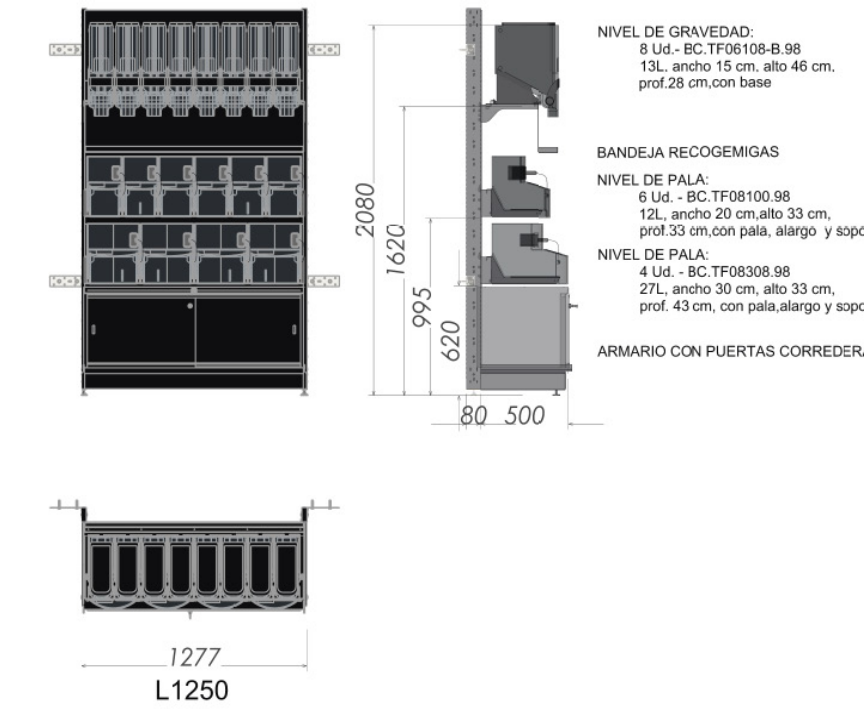 NIVEL DE GRAVEDAD:
8 Ud.- BC.TF06108-B.98
13L. ancho 15 cm. alto 46 cm.
prof.28 cm,con base
BANDEJA RECOGEMIGAS
NIVEL DE PALA:
6 Ud. - BC.TF08100.98
12L, ancho 20 cm,alto 33 cm,
prof.33 cm,con pala, alargo y sopo
NIVEL DE PALA:
4 Ud. - BC.TF08308.98
27L, ancho 30 cm, alto 33 cm,
prof. 43 cm, con pala,alargo y sopo
ARMARIO CON PUERTAS CORREDERA
2080
1620
995
620
80 500
1277
L1250